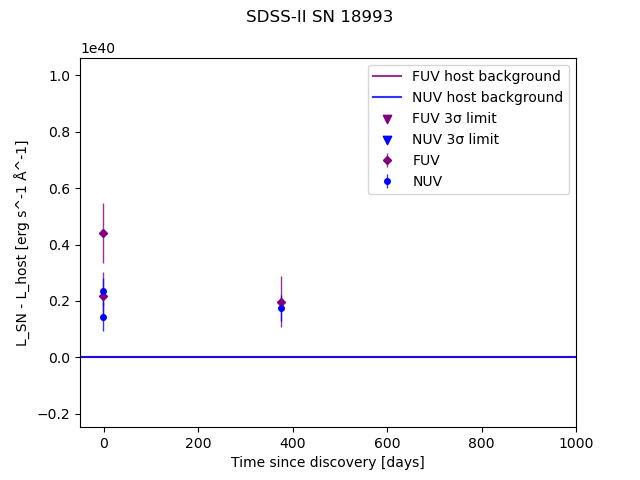 SDSS-II SN 18993
1e40
1.0
0.8
0.6
0.4
0.2
0.0
−0.2
L_SN - L_host [erg s^-1 Å^-1]
FUV host background
NUV host background
FUV 3σ limit
NUV 3σ limit
FUV
NUV
0 200 400 600 800 1000
Time since discovery [days]